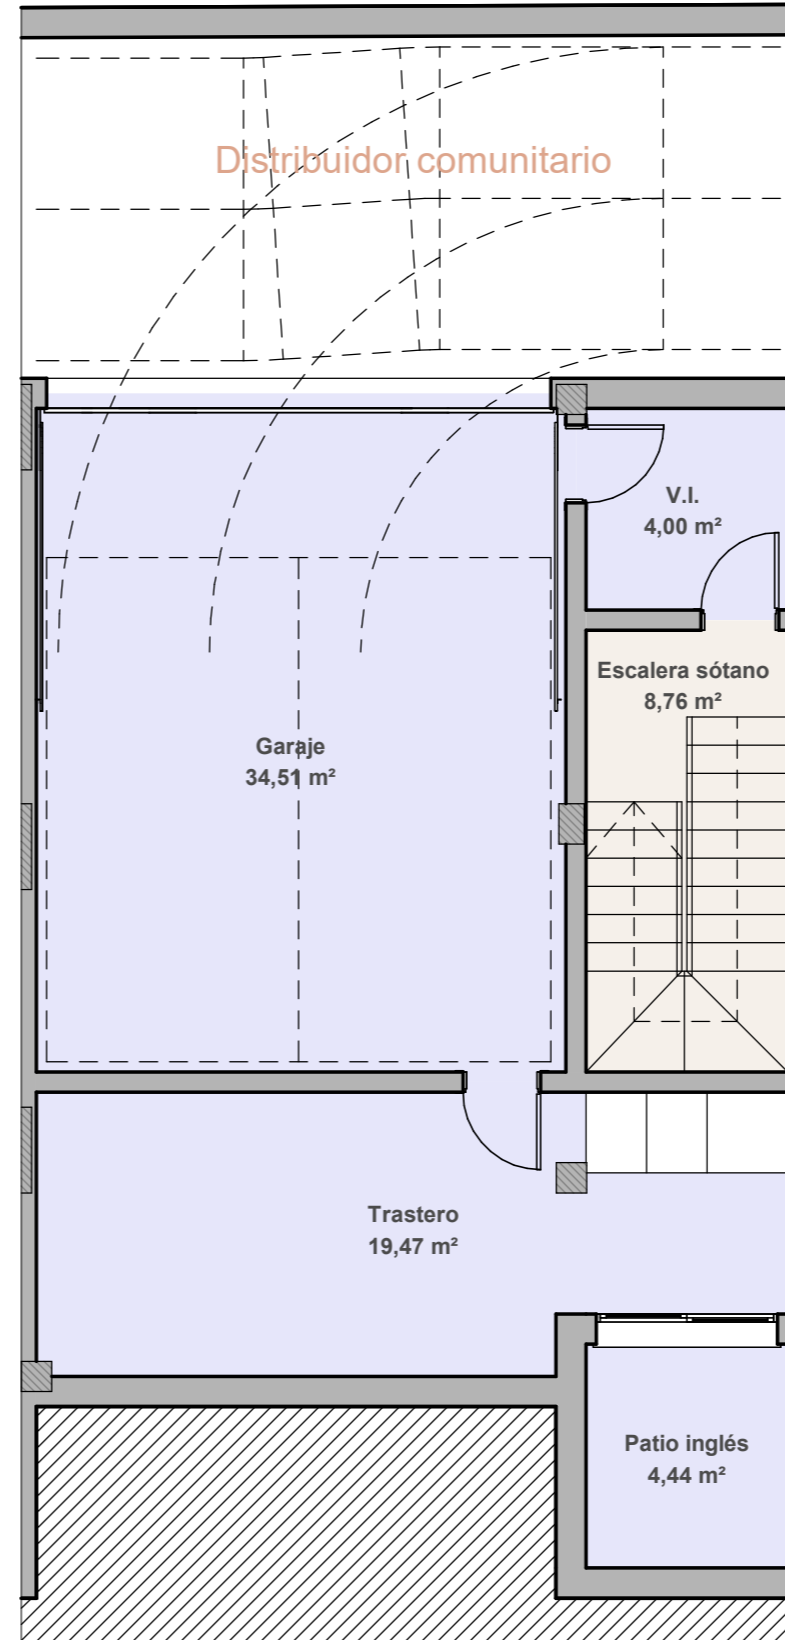 Distribuidor comunitario
V.I.
4,00 m²
Escalera sótano
8,76 m²
Garaje
34,51 m²
Trastero
19,47 m²
Patio inglés
4,44 m²